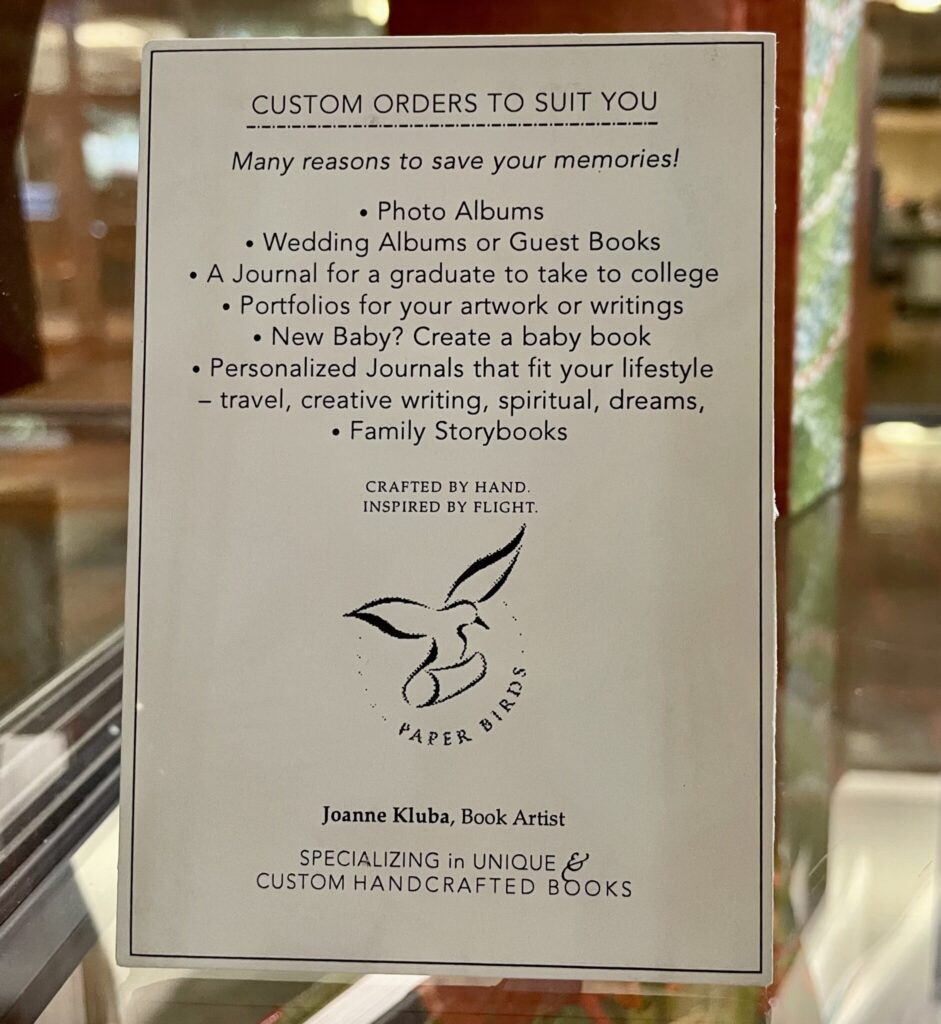 CUSTOM ORDERS TO SUIT YOU
Many reasons to save your memories!
• Photo Albums
• Wedding Albums or Guest Books
• A Journal for a graduate to take to college
• Portfolios for your artwork or writings
• New Baby? Create a baby book
• Personalized Journals that fit your lifestyle
– travel, creative writing, spiritual, dreams,
• Family Storybooks
CRAFTED BY HAND.
INSPIRED BY FLIGHT.
PAPER BIRDS
Joanne Kluba, Book Artist
SPECIALIZING in UNIQUE &
CUSTOM HANDCRAFTED BOOKS